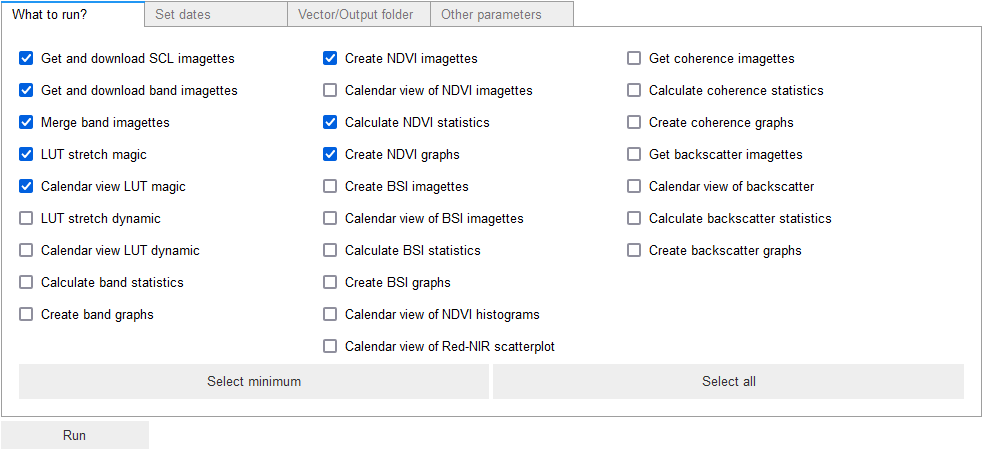 What to run?
Set dates
Vector/Output folder
Other parameters
Get and download SCL imagettes
Get and download band imagettes
Merge band imagettes
LUT stretch magic
Calendar view LUT magic
LUT stretch dynamic
Calendar view LUT dynamic
Calculate band statistics
Create band graphs
Create NDVI imagettes
Calendar view of NDVI imagettes
Calculate NDVI statistics
Create NDVI graphs
Create BSI imagettes
Calendar view of BSI imagettes
Calculate BSI statistics
Create BSI graphs
Calendar view of NDVI histograms
Calendar view of Red-NIR scatterplot
Get coherence imagettes
Calculate coherence statistics
Create coherence graphs
Get backscatter imagettes
Calendar view of backscatter
Calculate backscatter statistics
Create backscatter graphs
Select minimum
Select all
Run